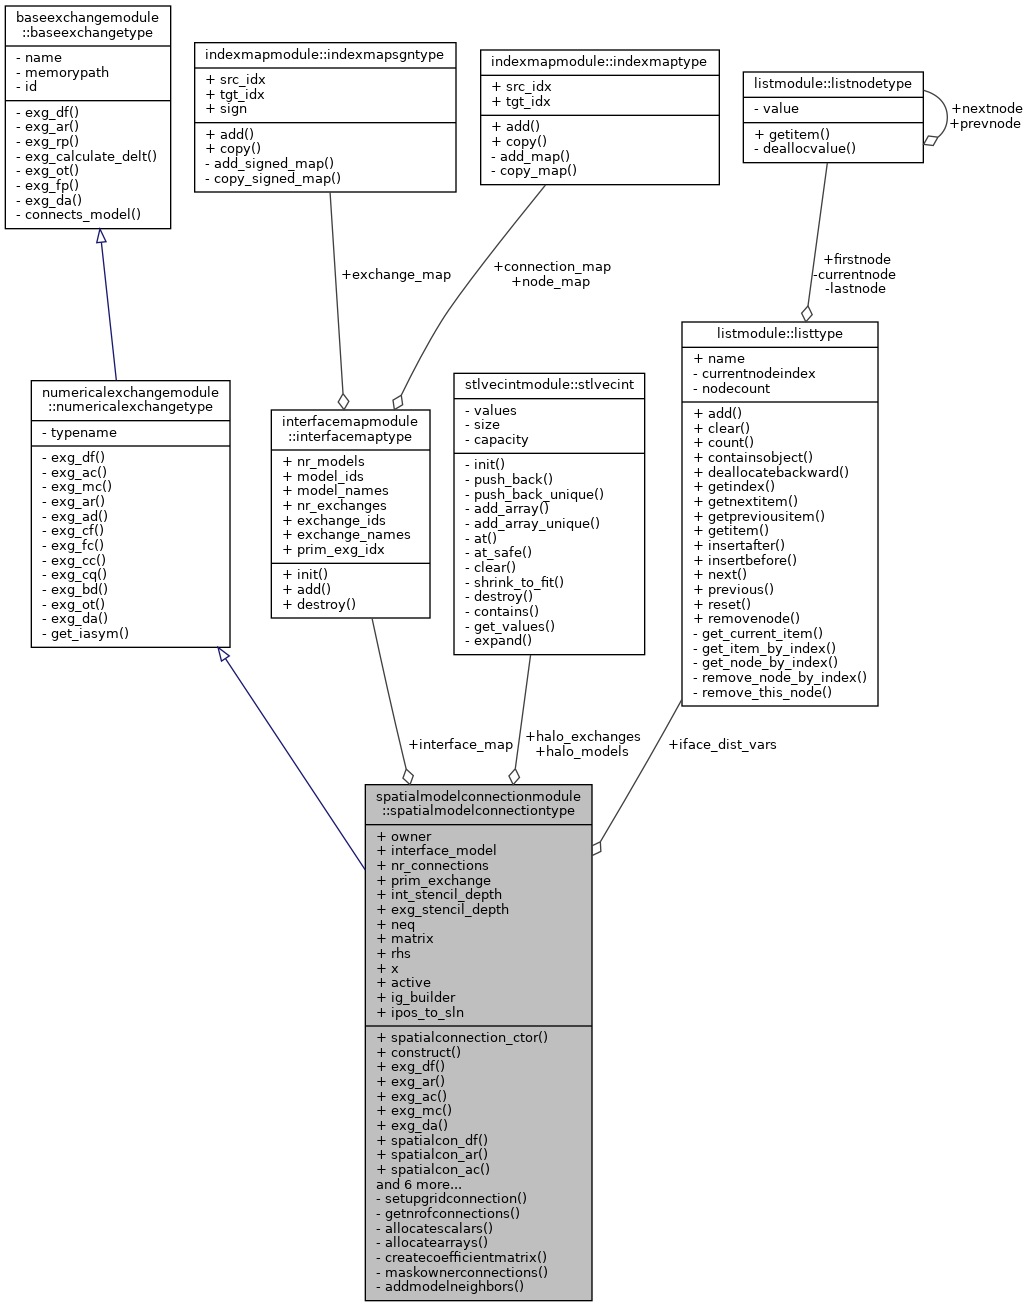 baseexchangemodule
::baseexchangetype
- name
- memorypath
- id
- exg_df()
- exg_ar()
- exg_rp()
- exg_calculate_delt()
- exg_ot()
- exg_fp()
- exg_da()
- connects_model()
indexmapmodule::indexmapsgntype
+ src_idx
+ tgt_idx
+ sign
+ add()
+ copy()
- add_signed_map()
- copy_signed_map()
indexmapmodule::indexmaptype
+ src_idx
+ tgt_idx
+ add()
+ copy()
- add_map()
- copy_map()
listmodule::listnodetype
- value
+ getitem()
- deallocvalue()
+nextnode
+prevnode
+exchange_map
+connection_map
+node_map
+firstnode
-currentnode
-lastnode
numericalexchangemodule
::numericalexchangetype
- typename
- exg_df()
- exg_ac()
- exg_mc()
- exg_ar()
- exg_ad()
- exg_cf()
- exg_fc()
- exg_cc()
- exg_cq()
- exg_bd()
- exg_ot()
- exg_da()
- get_iasym()
interfacemapmodule
::interfacemaptype
+ nr_models
+ model_ids
+ model_names
+ nr_exchanges
+ exchange_ids
+ exchange_names
+ prim_exg_idx
+ init()
+ add()
+ destroy()
stlvecintmodule::stlvecint
- values
- size
- capacity
- init()
- push_back()
- push_back_unique()
- add_array()
- add_array_unique()
- at()
- at_safe()
- clear()
- shrink_to_fit()
- destroy()
- contains()
- get_values()
- expand()
listmodule::listtype
+ name
- currentnodeindex
- nodecount
+ add()
+ clear()
+ count()
+ containsobject()
+ deallocatebackward()
+ getindex()
+ getnextitem()
+ getpreviousitem()
+ getitem()
+ insertafter()
+ insertbefore()
+ next()
+ previous()
+ reset()
+ removenode()
- get_current_item()
- get_item_by_index()
- get_node_by_index()
- remove_node_by_index()
- remove_this_node()
+interface_map
+halo_exchanges
+halo_models
+iface_dist_vars
spatialmodelconnectionmodule
::spatialmodelconnectiontype
+ owner
+ interface_model
+ nr_connections
+ prim_exchange
+ int_stencil_depth
+ exg_stencil_depth
+ neq
+ matrix
+ rhs
+ x
+ active
+ ig_builder
+ ipos_to_sln
+ spatialconnection_ctor()
+ construct()
+ exg_df()
+ exg_ar()
+ exg_ac()
+ exg_mc()
+ exg_da()
+ spatialcon_df()
+ spatialcon_ar()
+ spatialcon_ac()
and 6 more...
- setupgridconnection()
- getnrofconnections()
- allocatescalars()
- allocatearrays()
- createcoefficientmatrix()
- maskownerconnections()
- addmodelneighbors()